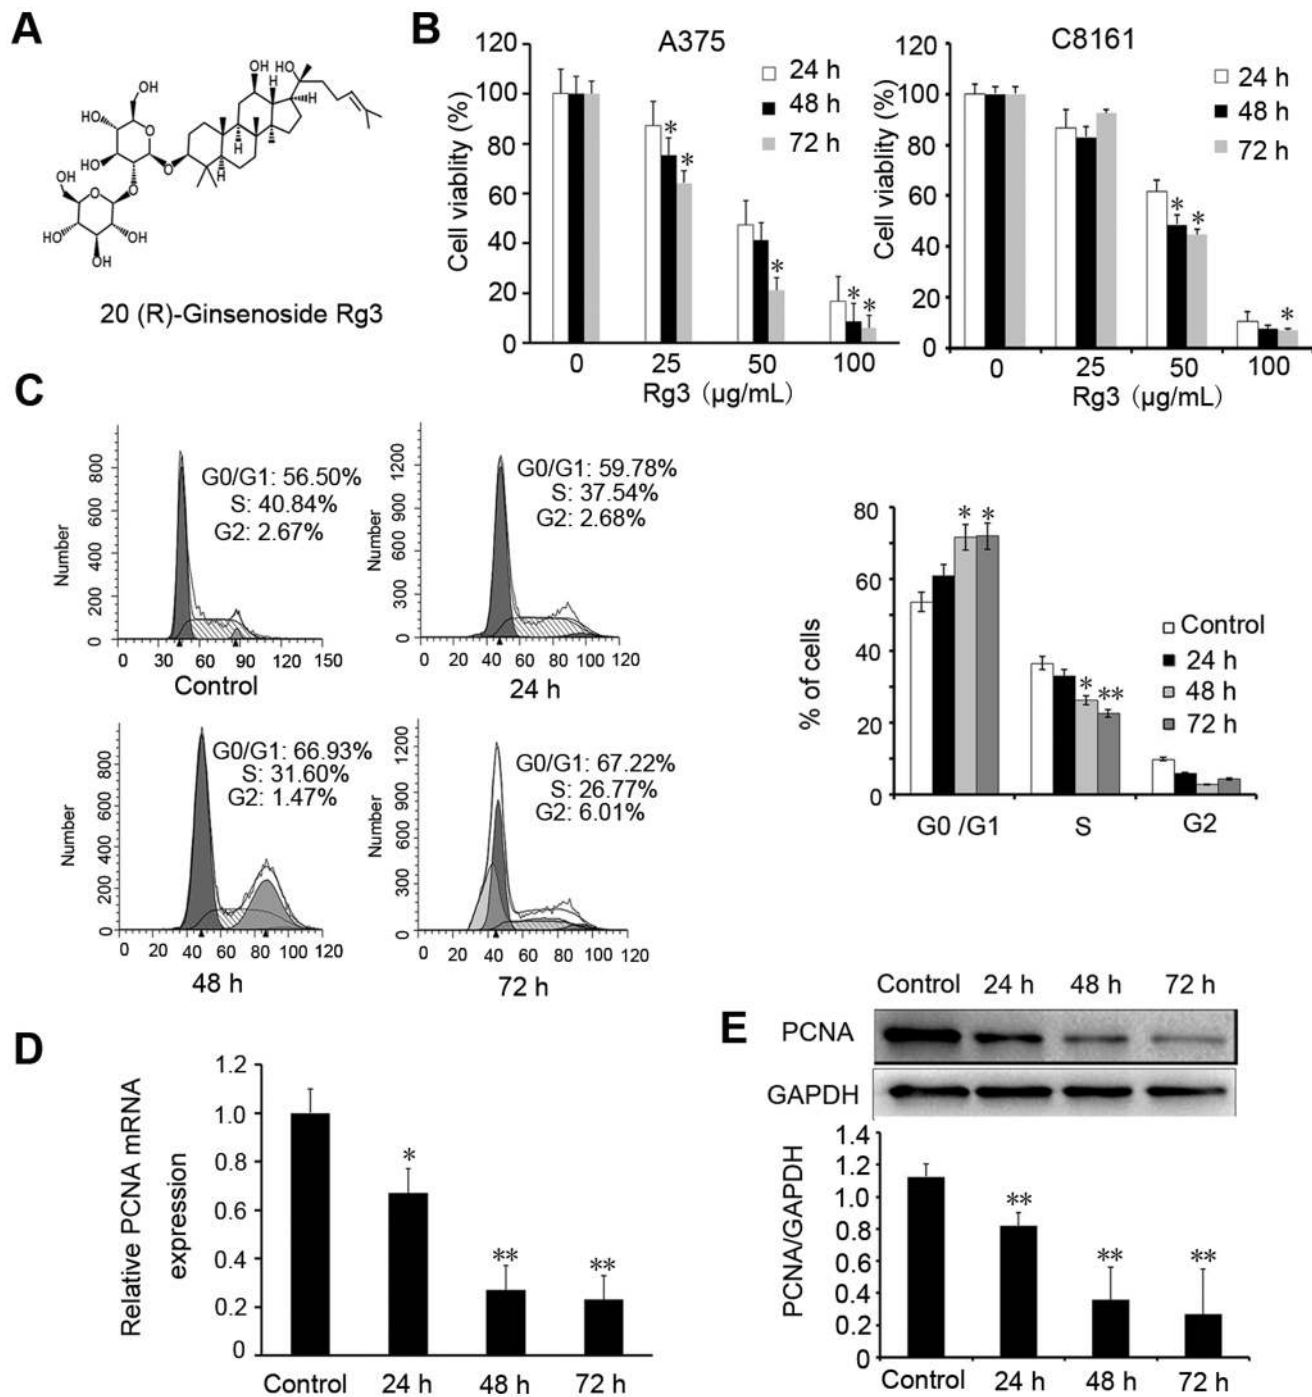 A
OH
HO
OH
HO
HO
O
H
H
H
H
HO
O
O
OH
O
O
HO
HO
OH
OH
20 (R)-Ginsenoside Rg3
B
A375
Cell viablity (%)
120
100
80
60
40
20
0
24 h
48 h
72 h
*
*
*
*
*
0 25 50 100
Rg3 (μg/mL)
C8161
Cell viability (%)
120
100
80
60
40
20
0
24 h
48 h
72 h
*
*
*
0 25 50 100
Rg3 (μg/mL)
C
Number
800
600
400
200
0
G0/G1: 56.50%
S: 40.84%
G2: 2.67%
0 30 60 90 120 150
Control
Number
1200
900
600
300
0
G0/G1: 59.78%
S: 37.54%
G2: 2.68%
0 20 40 60 80 100 120
24 h
Number
800
600
400
200
0
G0/G1: 66.93%
S: 31.60%
G2: 1.47%
0 20 40 60 80 100 120
48 h
Number
1200
900
600
300
0
G0/G1: 67.22%
S: 26.77%
G2: 6.01%
0 20 40 60 80 100 120
72 h
% of cells
80
60
40
20
0
* *
* **
Control
24 h
48 h
72 h
G0 /G1 S G2
D
Relative PCNA mRNA
expression
1.2
1.0
0.8
0.6
0.4
0.2
0
*
** **
Control 24 h 48 h 72 h
E
Control 24 h 48 h 72 h
PCNA
GAPDH
PCNA/GAPDH
1.4
1.2
1.0
0.8
0.6
0.4
0.2
0
**
** **
Control 24 h 48 h 72 h